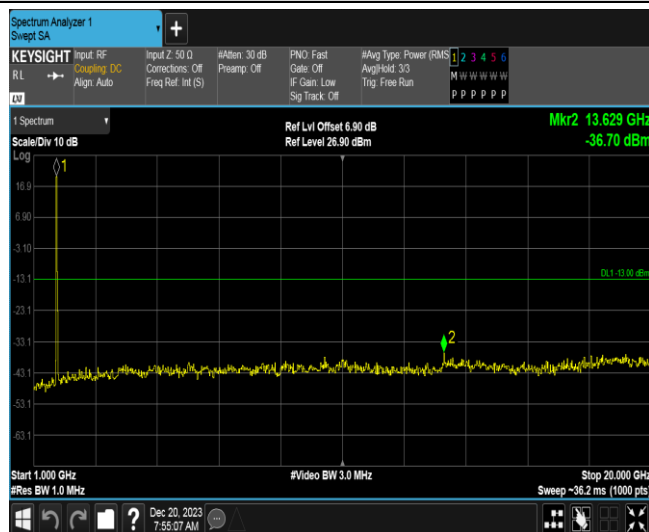 Spectrum Analyzer 1
Swept SA
+
KEYSIGHT
RL
LXI
Input: RF
Coupling: DC
Align: Auto
Input Z: 50 Ω
Corrections: Off
Freq Ref: Int (S)
#Atten: 30 dB
Preamp: Off
PNO: Fast
Gate: Off
IF Gain: Low
Sig Track: Off
#Avg Type: Power (RMS
Avg|Hold: 3/3
Trig: Free Run
1 2 3 4 5 6
M W W W W W
P P P P P P
1 Spectrum
Scale/Div 10 dB
Ref Lvl Offset 6.90 dB
Ref Level 26.90 dBm
Mkr2 13.629 GHz
-36.70 dBm
Log
1
16.9
6.90
-3.10
-13.1
DL1 -13.00 dBm
-23.1
-33.1
2
-43.1
-53.1
-63.1
Start 1.000 GHz
#Res BW 1.0 MHz
#Video BW 3.0 MHz
Stop 20.000 GHz
Sweep ~36.2 ms (1000 pts)
?
Dec 20, 2023
7:55:07 AM